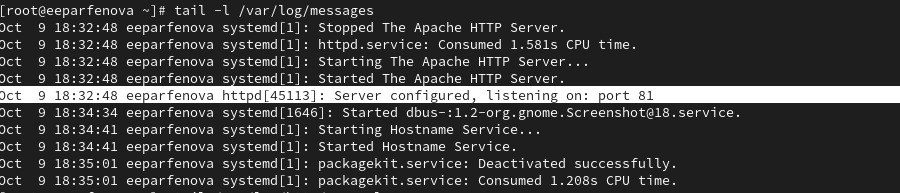 [root@eeparfenova ~]# tail -l /var/log/messages
Oct  9 18:32:48 eeparfenova systemd[1]: Stopped The Apache HTTP Server.
Oct  9 18:32:48 eeparfenova systemd[1]: httpd.service: Consumed 1.581s CPU time.
Oct  9 18:32:48 eeparfenova systemd[1]: Starting The Apache HTTP Server...
Oct  9 18:32:48 eeparfenova systemd[1]: Started The Apache HTTP Server.
Oct  9 18:32:48 eeparfenova httpd[45113]: Server configured, listening on: port 81
Oct  9 18:34:34 eeparfenova systemd[1646]: Started dbus-:1.2-org.gnome.Screenshot@18.service.
Oct  9 18:34:41 eeparfenova systemd[1]: Starting Hostname Service...
Oct  9 18:34:41 eeparfenova systemd[1]: Started Hostname Service.
Oct  9 18:35:01 eeparfenova systemd[1]: packagekit.service: Deactivated successfully.
Oct  9 18:35:01 eeparfenova systemd[1]: packagekit.service: Consumed 1.208s CPU time.